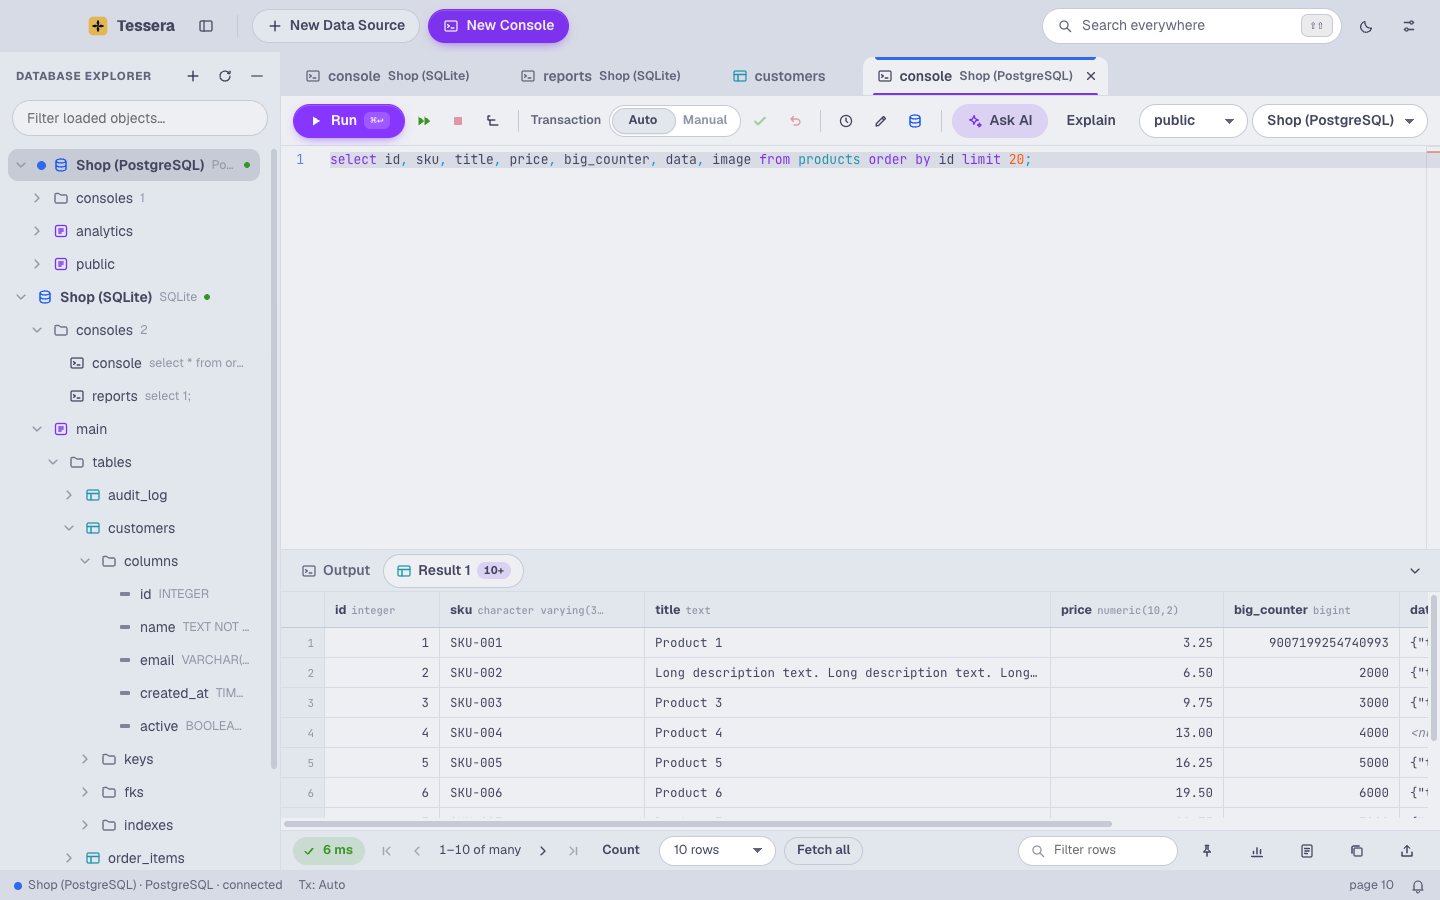 Tessera
New Data Source
New Console
Search everywhere
⇧⇧
DATABASE EXPLORER
Filter loaded objects…
Shop (PostgreSQL) Po…
consoles 1
analytics
public
Shop (SQLite) SQLite
consoles 2
console select * from or…
reports select 1;
main
tables
audit_log
customers
columns
id INTEGER
name TEXT NOT …
email VARCHAR(…
created_at TIM…
active BOOLEA…
keys
fks
indexes
order_items
console Shop (SQLite)
reports Shop (SQLite)
customers
console Shop (PostgreSQL)
Run ⌘↩
Transaction Auto Manual
Ask AI
Explain
public
Shop (PostgreSQL)
1 select id, sku, title, price, big_counter, data, image from products order by id limit 20;
Output
Result 1 10+
id integer sku character varying(3… title text price numeric(10,2) big_counter bigint dat
1 1 SKU-001 Product 1 3.25 9007199254740993 {"t
2 2 SKU-002 Long description text. Long description text. Long… 6.50 2000 {"t
3 3 SKU-003 Product 3 9.75 3000 {"t
4 4 SKU-004 Product 4 13.00 4000 <nu
5 5 SKU-005 Product 5 16.25 5000 {"t
6 6 SKU-006 Product 6 19.50 6000 {"t
6 ms
1–10 of many
Count
10 rows
Fetch all
Filter rows
Shop (PostgreSQL) · PostgreSQL · connected Tx: Auto
page 10